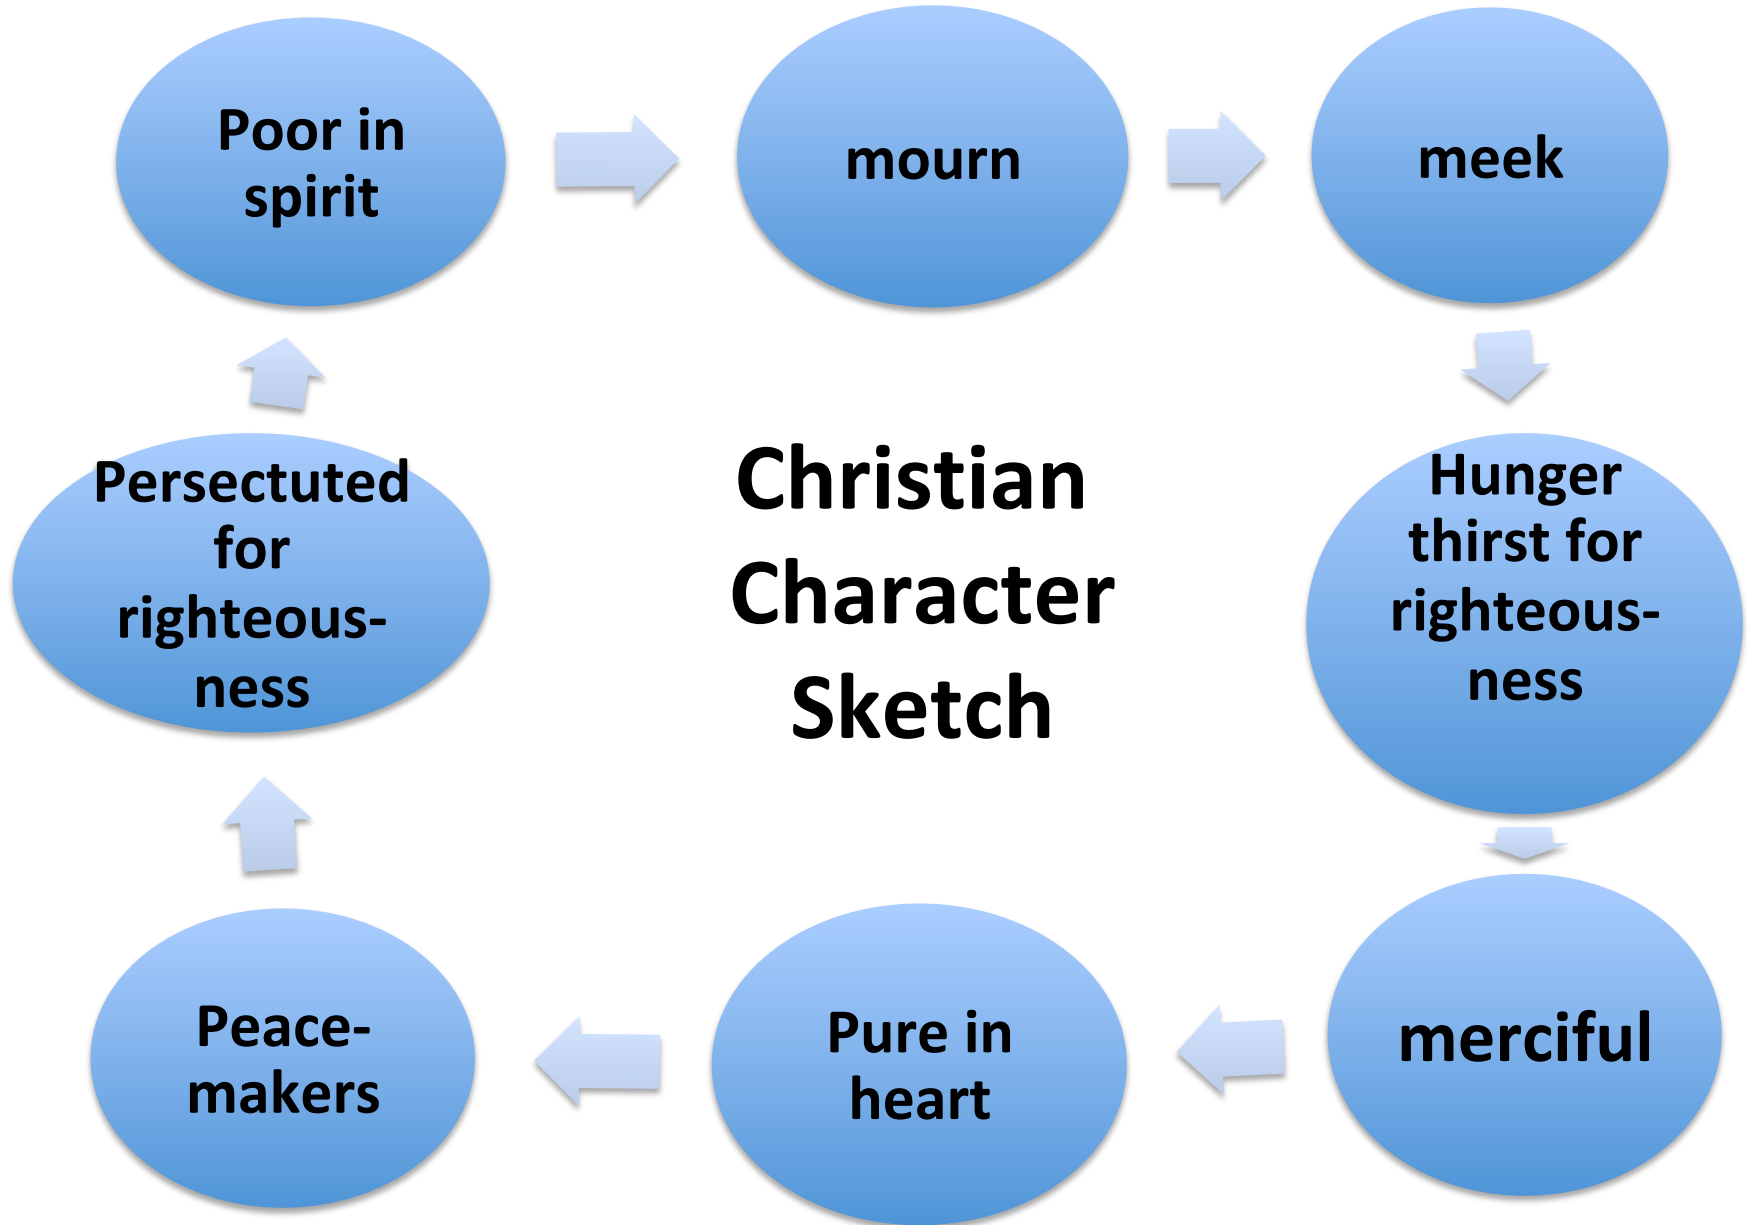 Poor in
spirit
mourn
meek
Hunger
thirst for
righteous-
ness
merciful
Pure in
heart
Peace-
makers
Persectuted
for
righteous-
ness
Christian
Character
Sketch